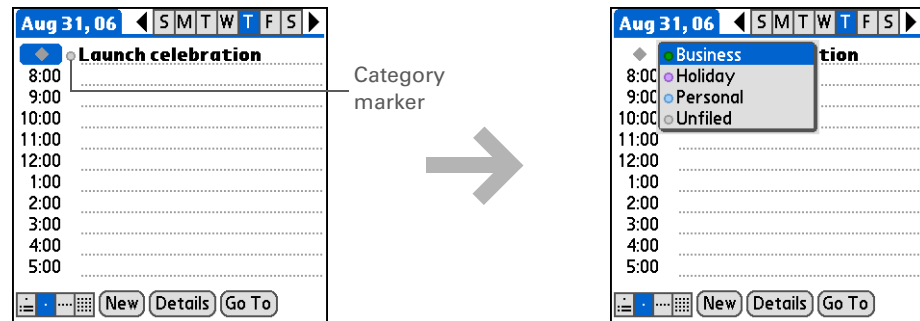 Aug 31, 06 S M T W T F S
Launch celebration
8:00
9:00
10:00
11:00
12:00
1:00
2:00
3:00
4:00
5:00
New Details Go To
Category
marker
Aug 31, 06 S M T W T F S
Business tion
8:00 Holiday
9:00 Personal
10:00 Unfiled
11:00
12:00
1:00
2:00
3:00
4:00
5:00
New Details Go To